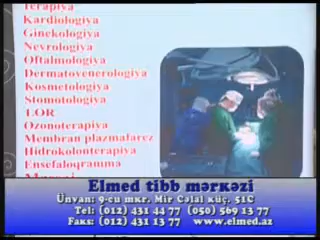 Terapiya
Kardiologiya
Ginekologiya
Nevrologiya
Oftalmologiya
Dermatovenerologiya
Kosmetologiya
Stomotologiya
LOR
Ozonoterapiya
Membran plazmaferez
Hidrokolonterapiya
Ensefaloqramma
Elmed tibb mərkəzi
Ünvan: 9-cu mkr. Mir Cəlal küç. 51C
Tel: (012) 431 44 77 (050) 569 13 77
Faks: (012) 431 13 77 www.elmed.az